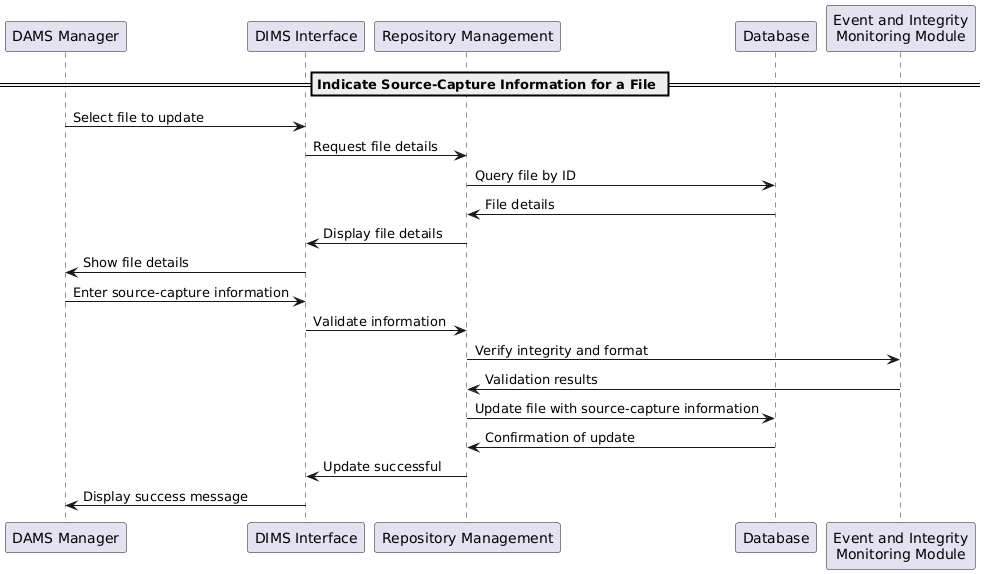 DAMS Manager
DIMS Interface
Repository Management
Database
Event and Integrity
Monitoring Module
Indicate Source-Capture Information for a File
Select file to update
Request file details
Query file by ID
File details
Display file details
Show file details
Enter source-capture information
Validate information
Verify integrity and format
Validation results
Update file with source-capture information
Confirmation of update
Update successful
Display success message
DAMS Manager
DIMS Interface
Repository Management
Database
Event and Integrity
Monitoring Module